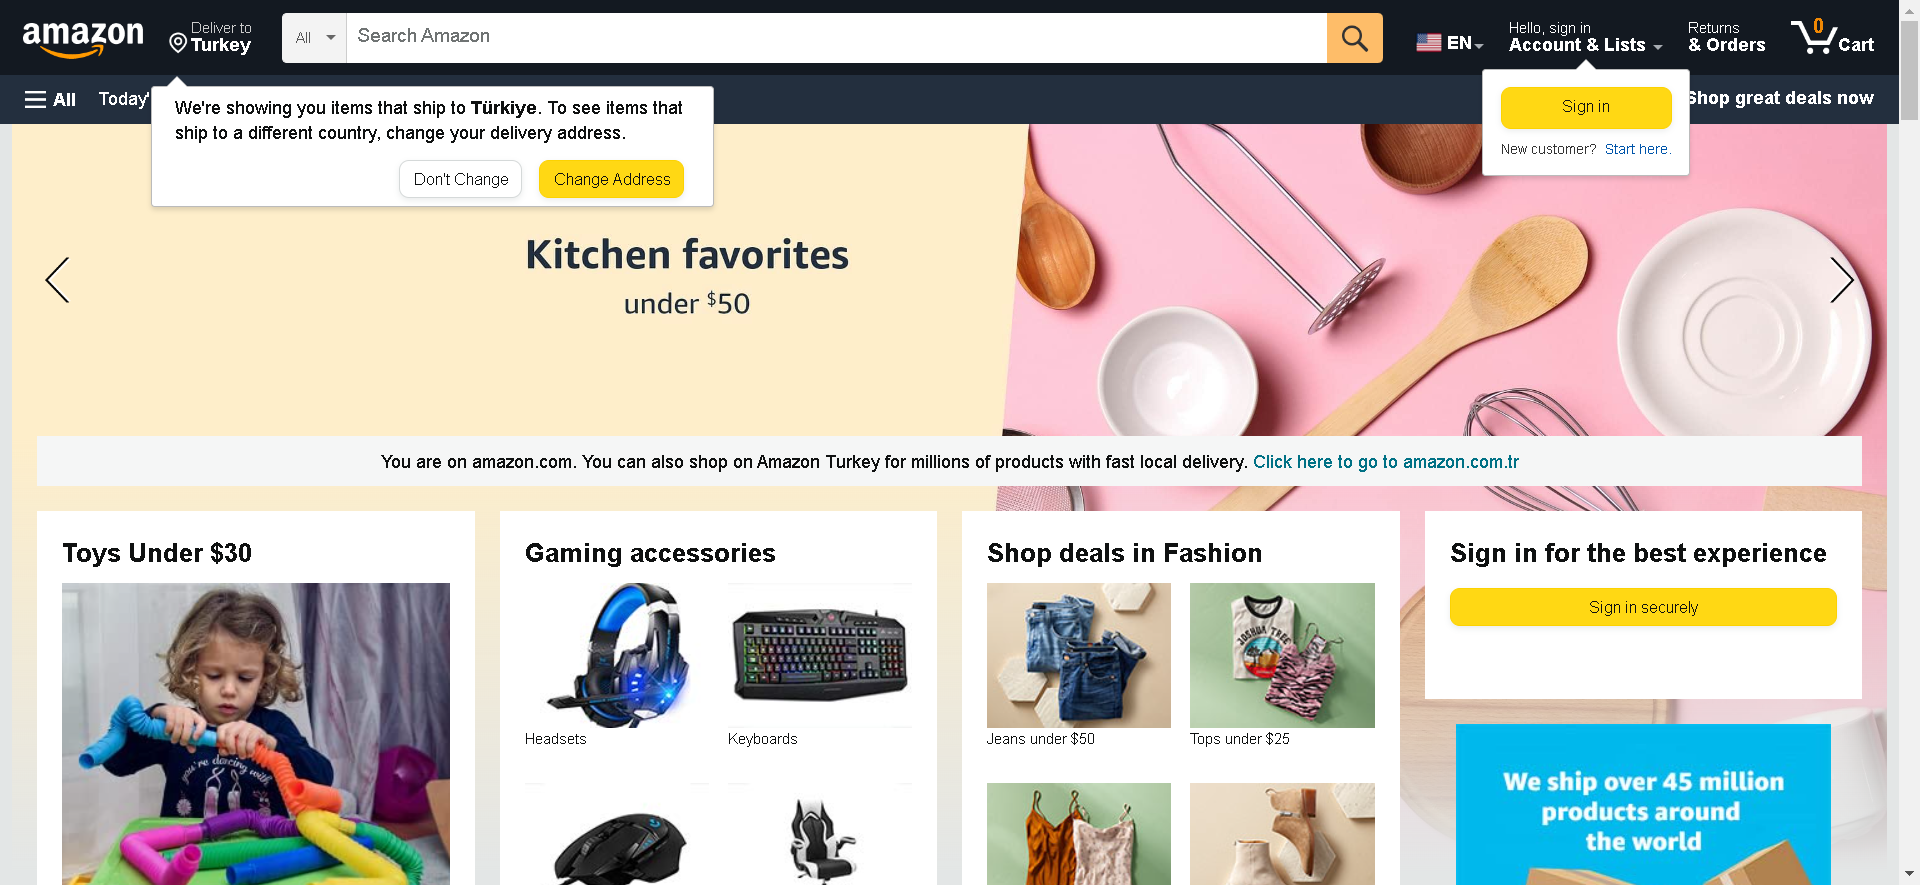 amazon
Deliver to
Turkey
All
Search Amazon
EN
Hello, sign in
Account & Lists
Returns
& Orders
0
Cart
All
Today'
Shop great deals now
We're showing you items that ship to Türkiye. To see items that
ship to a different country, change your delivery address.
Don't Change
Change Address
Sign in
New customer? Start here.
Kitchen favorites
under $50
You are on amazon.com. You can also shop on Amazon Turkey for millions of products with fast local delivery. Click here to go to amazon.com.tr
Toys Under $30
you're dancing with
Gaming accessories
Headsets
Keyboards
Shop deals in Fashion
JOSHUA TREE
Jeans under $50
Tops under $25
Sign in for the best experience
Sign in securely
We ship over 45 million
products around
the world